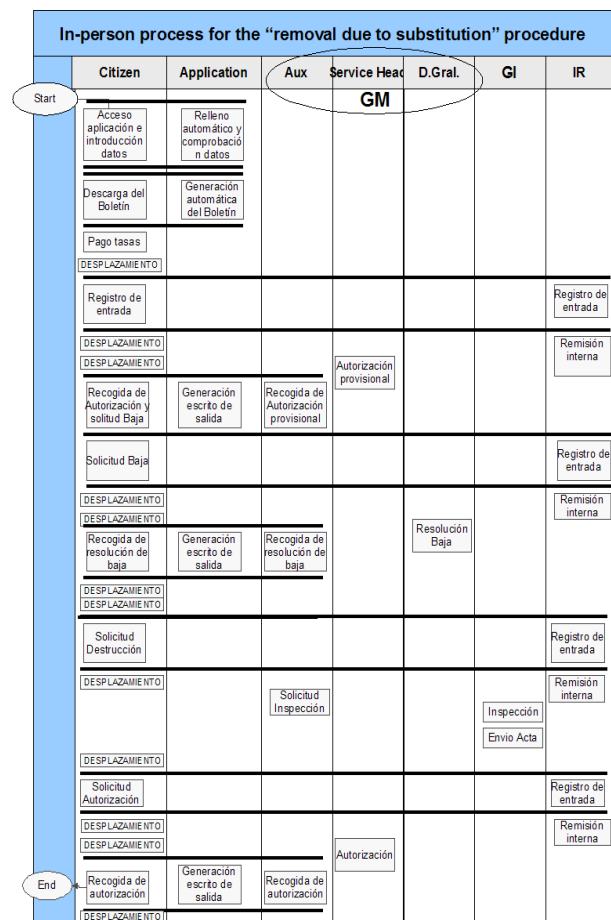 In-person process for the “removal due to substitution” procedure
Citizen
Application
Aux
Service Head
D.Gral.
GI
IR
GM
Start
Acceso
aplicación e
introducción
datos
Relleno
automático y
comprobació
n datos
Descarga del
Boletín
Generación
automática
del Boletín
Pago tasas
DESPLAZAMIENTO
Registro de
entrada
Registro de
entrada
DESPLAZAMIENTO
DESPLAZAMIENTO
Autorización
provisional
Remisión
interna
Recogida de
Autorización y
solitud Baja
Generación
escrito de
salida
Recogida de
Autorización
provisional
Solicitud Baja
Registro de
entrada
DESPLAZAMIENTO
DESPLAZAMIENTO
Resolución
Baja
Remisión
interna
Recogida de
resolución de
baja
Generación
escrito de
salida
Recogida de
resolución de
baja
DESPLAZAMIENTO
DESPLAZAMIENTO
Solicitud
Destrucción
Registro de
entrada
DESPLAZAMIENTO
Solicitud
Inspección
Inspección
Envio Acta
Remisión
interna
DESPLAZAMIENTO
Solicitud
Autorización
Registro de
entrada
DESPLAZAMIENTO
DESPLAZAMIENTO
Autorización
Remisión
interna
End
Recogida de
autorización
Generación
escrito de
salida
Recogida de
autorización
DESPLAZAMIENTO